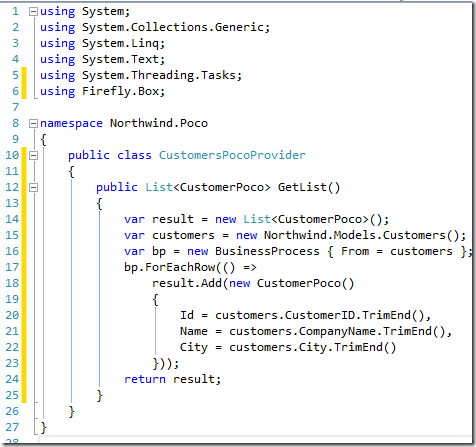 1 using System;
2 using System.Collections.Generic;
3 using System.Linq;
4 using System.Text;
5 using System.Threading.Tasks;
6 using Firefly.Box;
7
8 namespace Northwind.Poco
9 {
10     public class CustomersPocoProvider
11     {
12         public List<CustomerPoco> GetList()
13         {
14             var result = new List<CustomerPoco>();
15             var customers = new Northwind.Models.Customers();
16             var bp = new BusinessProcess { From = customers };
17             bp.ForEachRow(() =>
18                 result.Add(new CustomerPoco()
19                 {
20                     Id = customers.CustomerID.TrimEnd(),
21                     Name = customers.CompanyName.TrimEnd(),
22                     City = customers.City.TrimEnd()
23                 }));
24             return result;
25         }
26     }
27 }
28